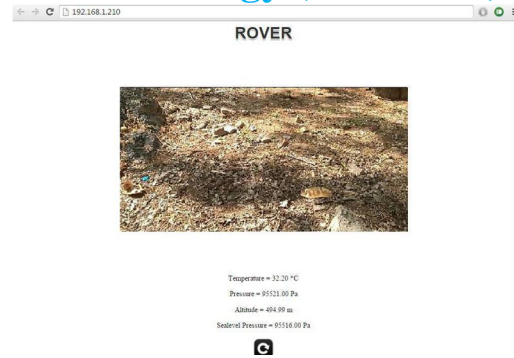 192.168.1.210
ROVER
Temperature = 32.20 °C
Pressure = 95521.00 Pa
Altitude = 494.99 m
Sealevel Pressure = 95516.00 Pa